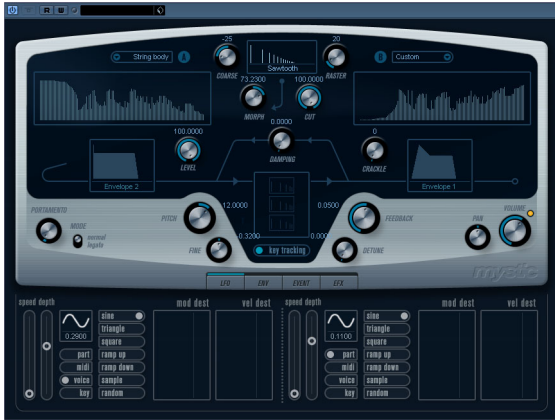 R W
-25
20
String body A
B Custom
COARSE
Sawtooth
RASTER
73.2300
100.0000
MORPH
CUT
100.0000
0.0000
0
LEVEL
DAMPING
CRACKLE
Envelope 2
Envelope 1
PORTAMENTO
PITCH
12.0000
0.0500
FEEDBACK
VOLUME
PAN
MODE
normal
legato
FINE
0.3200
0.000
DETUNE
key tracking
mystic
LFO ENV EVENT EFX
speed depth
mod dest
vel dest
speed depth
mod dest
vel dest
sine
triangle
square
0.2900
part
ramp up
midi
ramp down
voice
sample
key
random
sine
triangle
square
0.1100
part
ramp up
midi
ramp down
voice
sample
key
random